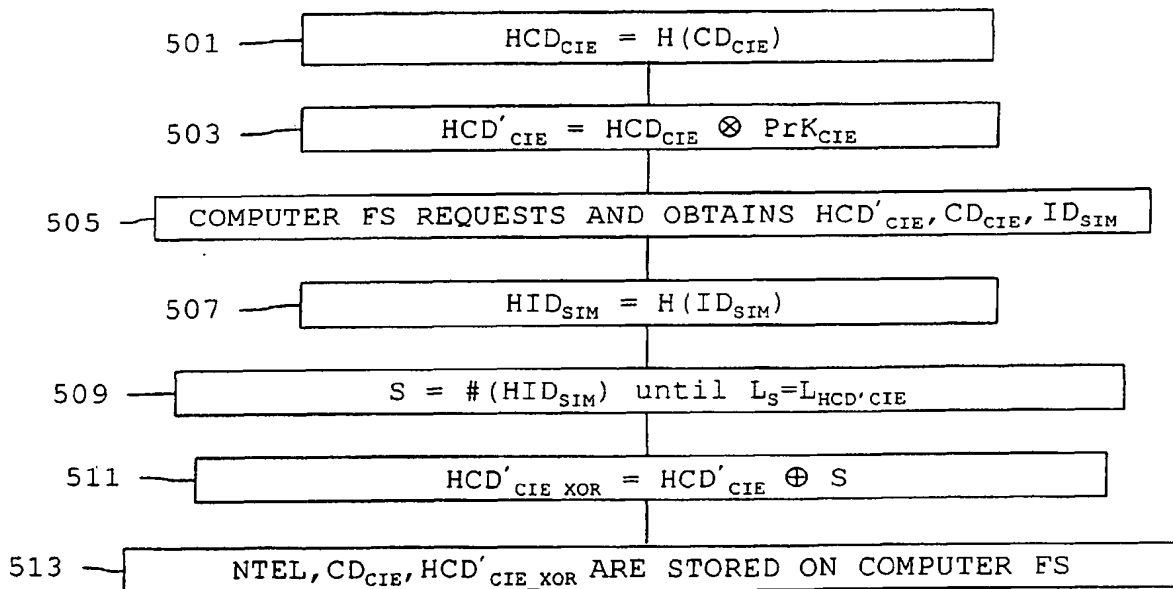 501 HCD_CIE = H(CD_CIE)
503 HCD'_CIE = HCD_CIE ⊗ PrK_CIE
505 COMPUTER FS REQUESTS AND OBTAINS HCD'_CIE, CD_CIE, ID_SIM
507 HID_SIM = H(ID_SIM)
509 S = #(HID_SIM) until L_S=L_HCD'CIE
511 HCD'_CIE XOR = HCD'_CIE ⊕ S
513 NTEL, CD_CIE, HCD'_CIE XOR ARE STORED ON COMPUTER FS